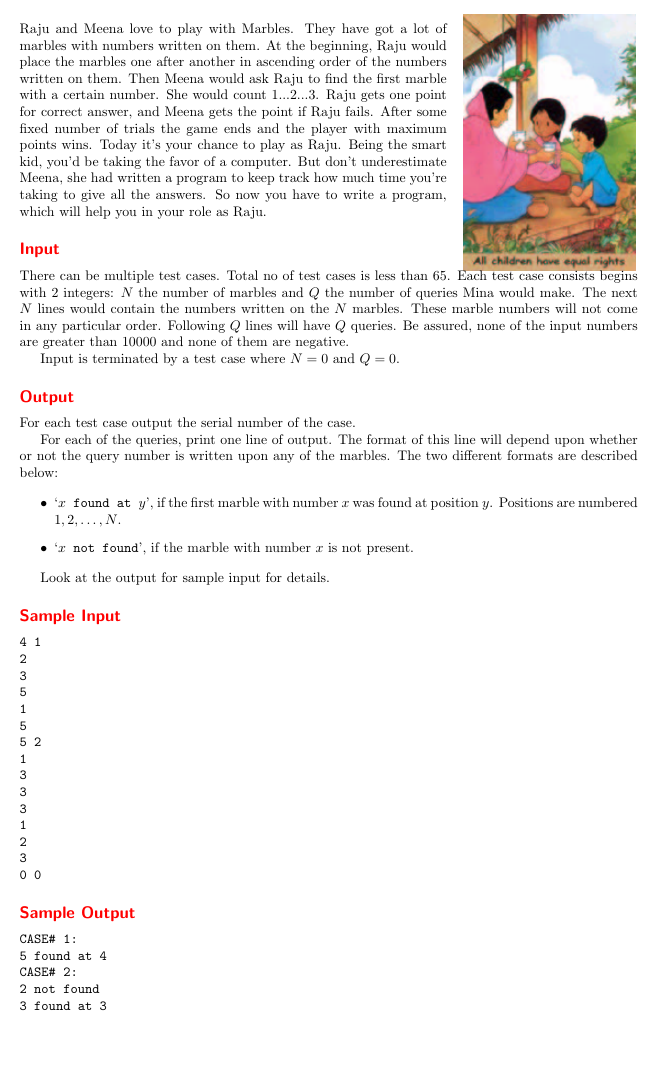 Raju and Meena love to play with Marbles. They have got a lot of
marbles with numbers written on them. At the beginning, Raju would
place the marbles one after another in ascending order of the numbers
written on them. Then Meena would ask Raju to find the first marble
with a certain number. She would count 1...2...3. Raju gets one point
for correct answer, and Meena gets the point if Raju fails. After some
fixed number of trials the game ends and the player with maximum
points wins. Today it's your chance to play as Raju. Being the smart
kid, you'd be taking the favor of a computer. But don't underestimate
Meena, she had written a program to keep track how much time you're
taking to give all the answers. So now you have to write a program,
which will help you in your role as Raju.
All children have equal rights
Input
There can be multiple test cases. Total no of test cases is less than 65. Each test case consists begins
with 2 integers: N the number of marbles and Q the number of queries Mina would make. The next
N lines would contain the numbers written on the N marbles. These marble numbers will not come
in any particular order. Following Q lines will have Q queries. Be assured, none of the input numbers
are greater than 10000 and none of them are negative.
Input is terminated by a test case where N = 0 and Q = 0.
Output
For each test case output the serial number of the case.
For each of the queries, print one line of output. The format of this line will depend upon whether
or not the query number is written upon any of the marbles. The two different formats are described
below:
• ‘x found at y’, if the first marble with number x was found at position y. Positions are numbered
1, 2, . . . , N.
• ‘x not found’, if the marble with number x is not present.
Look at the output for sample input for details.
Sample Input
4 1
2
3
5
1
5
5 2
1
3
3
3
1
2
3
0 0
Sample Output
CASE# 1:
5 found at 4
CASE# 2:
2 not found
3 found at 3